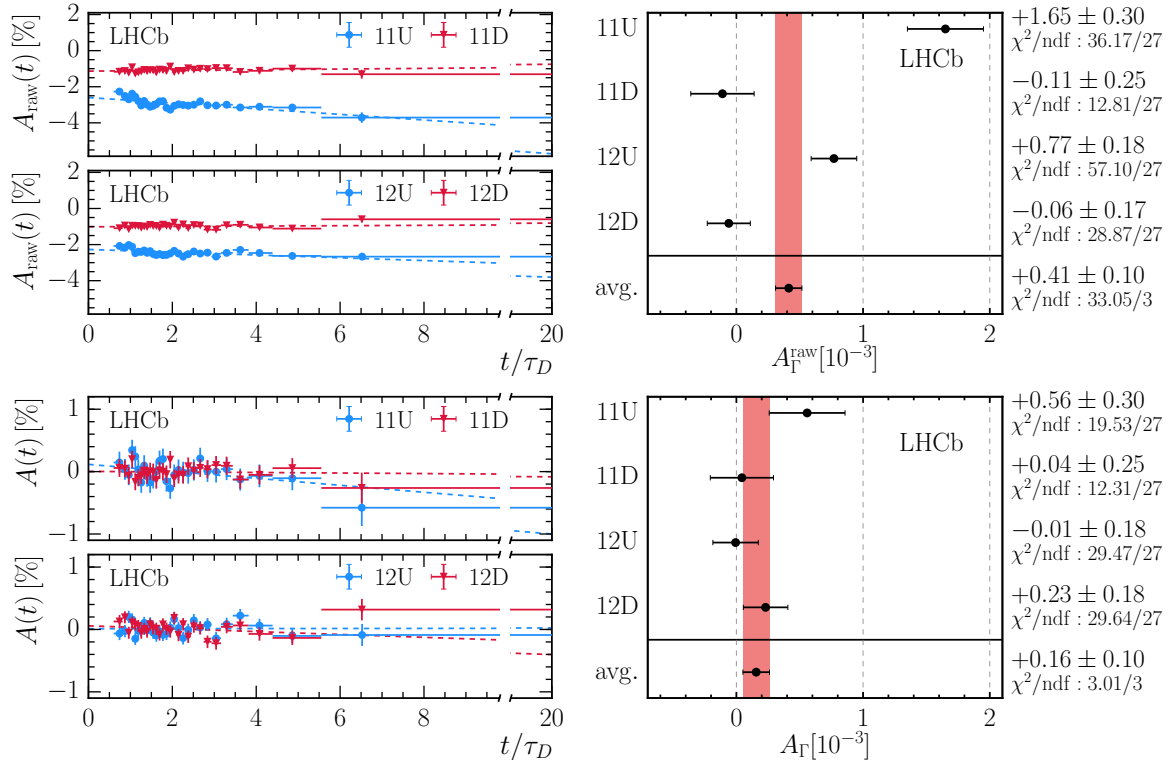 A_raw(t) [%]
2
0
−2
−4
LHCb
11U
11D
A_raw(t) [%]
2
0
−2
−4
LHCb
12U
12D
0
2
4
6
8
20
t/τ_D
11U
11D
12U
12D
avg.
LHCb
+1.65 ± 0.30
χ²/ndf : 36.17/27
−0.11 ± 0.25
χ²/ndf : 12.81/27
+0.77 ± 0.18
χ²/ndf : 57.10/27
−0.06 ± 0.17
χ²/ndf : 28.87/27
+0.41 ± 0.10
χ²/ndf : 33.05/3
0
1
2
A_Γ^raw [10⁻³]
A(t) [%]
1
0
−1
LHCb
11U
11D
A(t) [%]
1
0
−1
LHCb
12U
12D
0
2
4
6
8
20
t/τ_D
11U
11D
12U
12D
avg.
LHCb
+0.56 ± 0.30
χ²/ndf : 19.53/27
+0.04 ± 0.25
χ²/ndf : 12.31/27
−0.01 ± 0.18
χ²/ndf : 29.47/27
+0.23 ± 0.18
χ²/ndf : 29.64/27
+0.16 ± 0.10
χ²/ndf : 3.01/3
0
1
2
A_Γ [10⁻³]